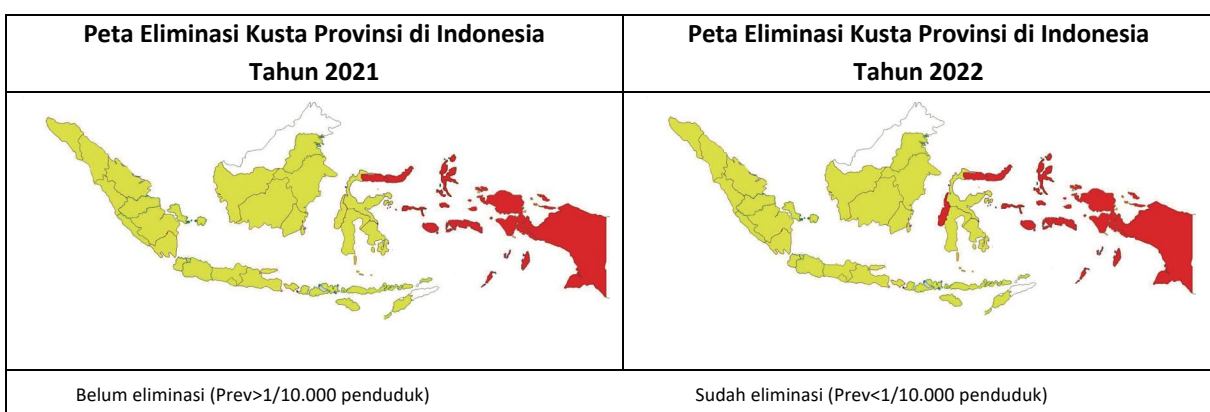 Peta Eliminasi Kusta Provinsi di Indonesia
Tahun 2021
Peta Eliminasi Kusta Provinsi di Indonesia
Tahun 2022
Belum eliminasi (Prev>1/10.000 penduduk)
Sudah eliminasi (Prev<1/10.000 penduduk)